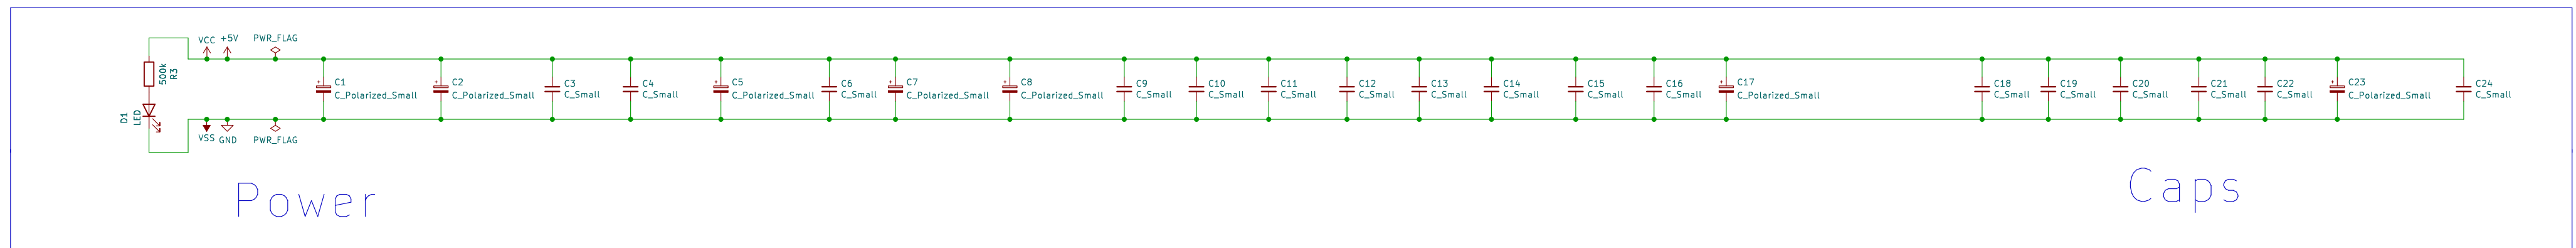 VCC
+5V
PWR_FLAG
500k
R3
D1
LED
VSS
GND
PWR_FLAG
C1
C_Polarized_Small
C2
C_Polarized_Small
C3
C_Small
C4
C_Small
C5
C_Polarized_Small
C6
C_Small
C7
C_Polarized_Small
C8
C_Polarized_Small
C9
C_Small
C10
C_Small
C11
C_Small
C12
C_Small
C13
C_Small
C14
C_Small
C15
C_Small
C16
C_Small
C17
C_Polarized_Small
C18
C_Small
C19
C_Small
C20
C_Small
C21
C_Small
C22
C_Small
C23
C_Polarized_Small
C24
C_Small
Power
Caps